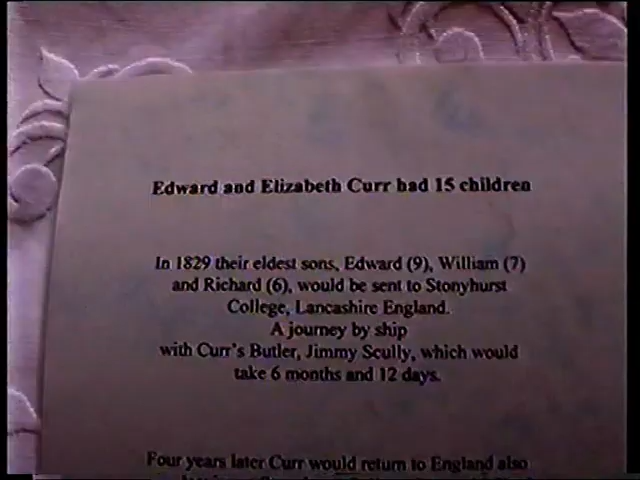 Edward and Elizabeth Curr had 15 children
In 1829 their eldest sons, Edward (9), William (7)
and Richard (6), would be sent to Stonyhurst
College, Lancashire England.
A journey by ship
with Curr's Butler, Jimmy Scully, which would
take 6 months and 12 days.
Four years later Curr would return to England also